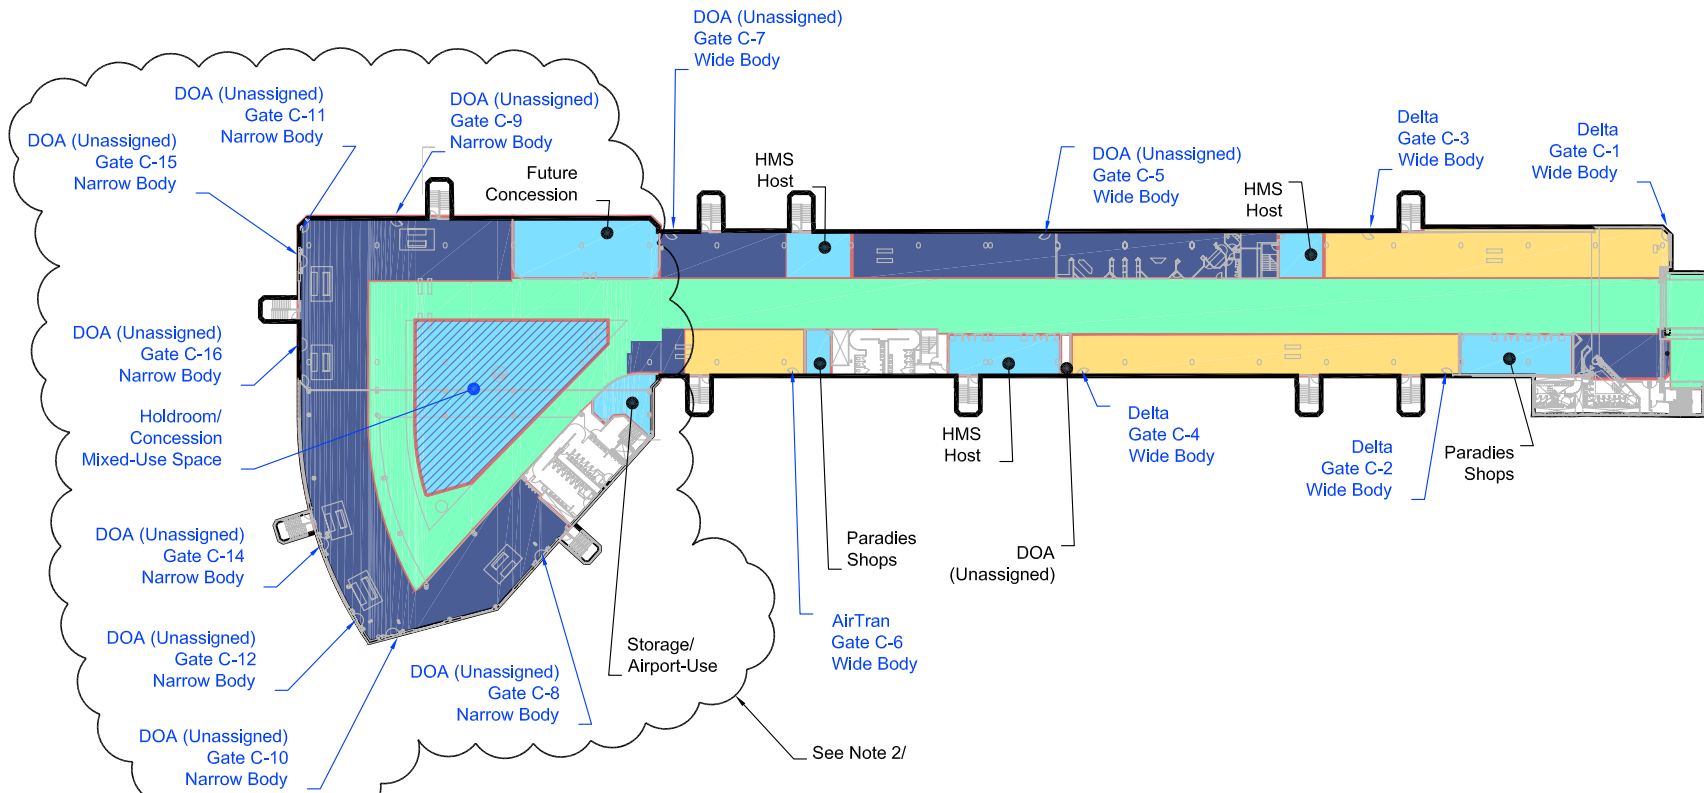 DOA (Unassigned)
Gate C-7
Wide Body
DOA (Unassigned)
Gate C-11
Narrow Body
DOA (Unassigned)
Gate C-9
Narrow Body
DOA (Unassigned)
Gate C-15
Narrow Body
Future
Concession
HMS
Host
DOA (Unassigned)
Gate C-5
Wide Body
HMS
Host
Delta
Gate C-3
Wide Body
Delta
Gate C-1
Wide Body
DOA (Unassigned)
Gate C-16
Narrow Body
Holdroom/
Concession
Mixed-Use Space
DOA (Unassigned)
Gate C-14
Narrow Body
DOA (Unassigned)
Gate C-12
Narrow Body
DOA (Unassigned)
Gate C-10
Narrow Body
DOA (Unassigned)
Gate C-8
Narrow Body
Storage/
Airport-Use
Paradies
Shops
AirTran
Gate C-6
Wide Body
HMS
Host
DOA
(Unassigned)
Delta
Gate C-4
Wide Body
Delta
Gate C-2
Wide Body
Paradies
Shops
See Note 2/